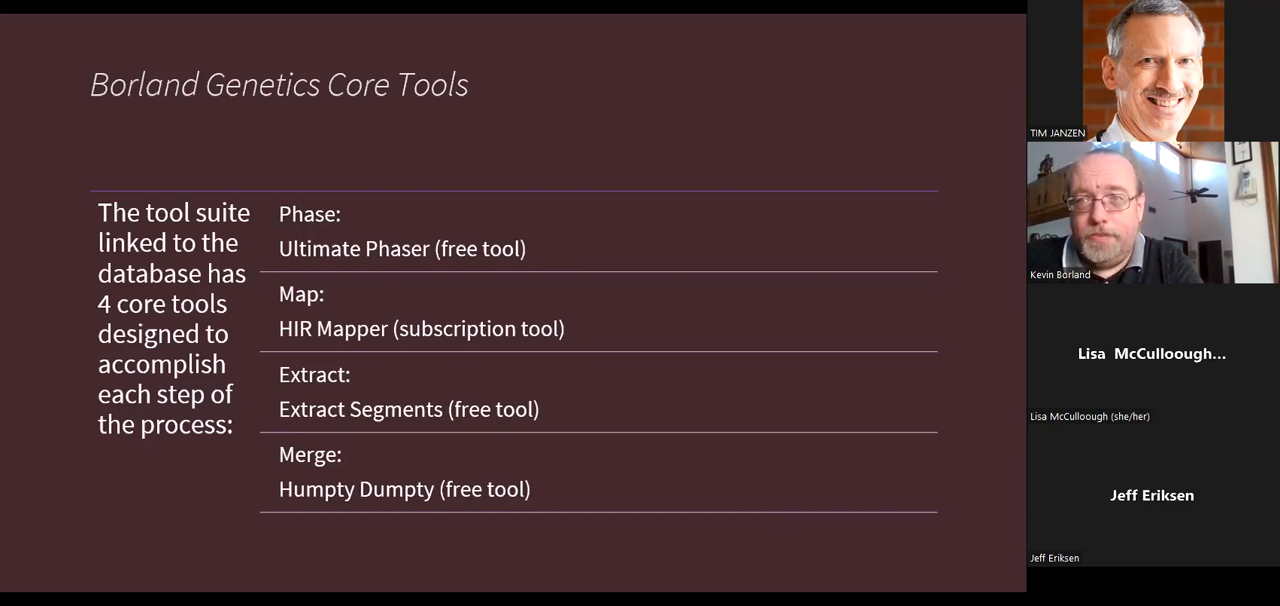 Borland Genetics Core Tools
The tool suite
linked to the
database has
4 core tools
designed to
accomplish
each step of
the process:
Phase:
Ultimate Phaser (free tool)
Map:
HIR Mapper (subscription tool)
Extract:
Extract Segments (free tool)
Merge:
Humpty Dumpty (free tool)
TIM JANZEN
Kevin Borland
Lisa McCulloough...
Lisa McCulloough (she/her)
Jeff Eriksen
Jeff Eriksen